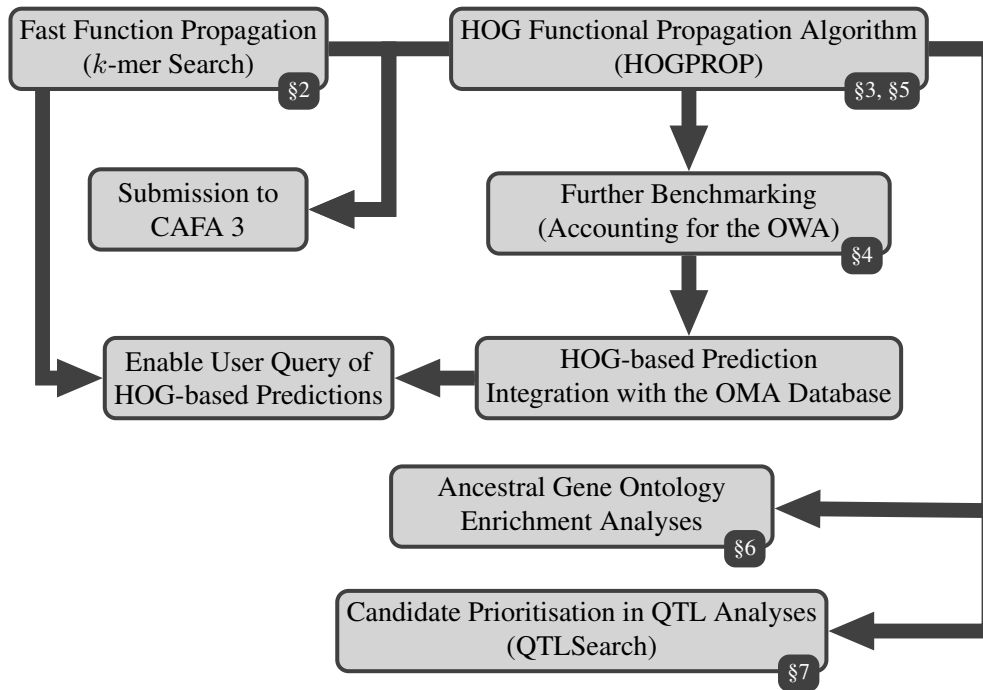 Fast Function Propagation
(k-mer Search)
§2
HOG Functional Propagation Algorithm
(HOGPROP)
§3, §5
Submission to
CAFA 3
Further Benchmarking
(Accounting for the OWA)
§4
Enable User Query of
HOG-based Predictions
HOG-based Prediction
Integration with the OMA Database
Ancestral Gene Ontology
Enrichment Analyses
§6
Candidate Prioritisation in QTL Analyses
(QTLSearch)
§7